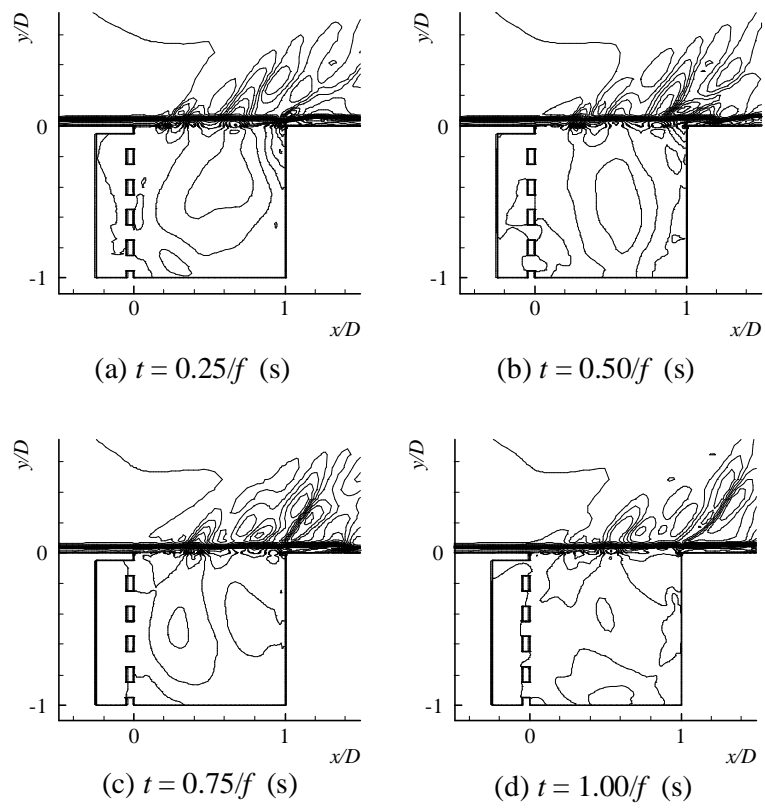 y/D
0
-1
0
1
x/D
(a) t = 0.25/f (s)
y/D
0
-1
0
1
x/D
(b) t = 0.50/f (s)
y/D
0
-1
0
1
x/D
(c) t = 0.75/f (s)
y/D
0
-1
0
1
x/D
(d) t = 1.00/f (s)